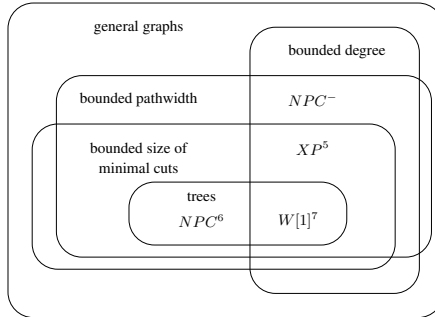 general graphs
bounded degree
bounded pathwidth
NPC⁻
bounded size of
minimal cuts
XP⁵
trees
NPC⁶
W[1]⁷